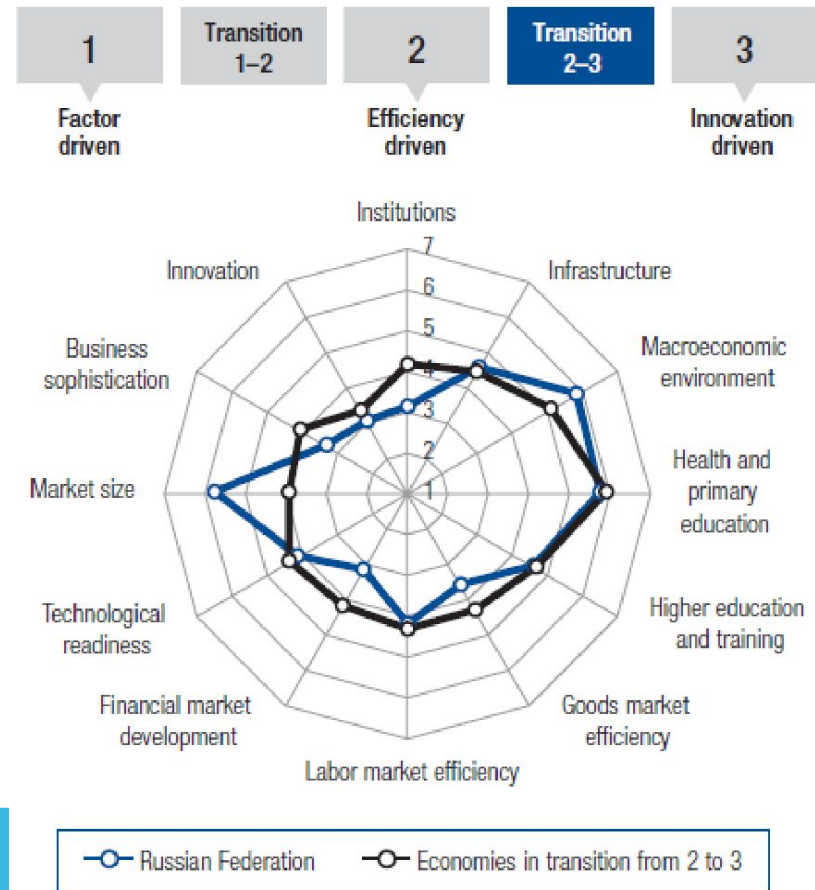 1
Transition
1–2
2
Transition
2–3
3
Factor
driven
Efficiency
driven
Innovation
driven
Institutions
Innovation
Infrastructure
Business
sophistication
Macroeconomic
environment
Market size
Health and
primary
education
Technological
readiness
Higher education
and training
Financial market
development
Goods market
efficiency
Labor market efficiency
7
6
5
4
3
2
1
Russian Federation
Economies in transition from 2 to 3